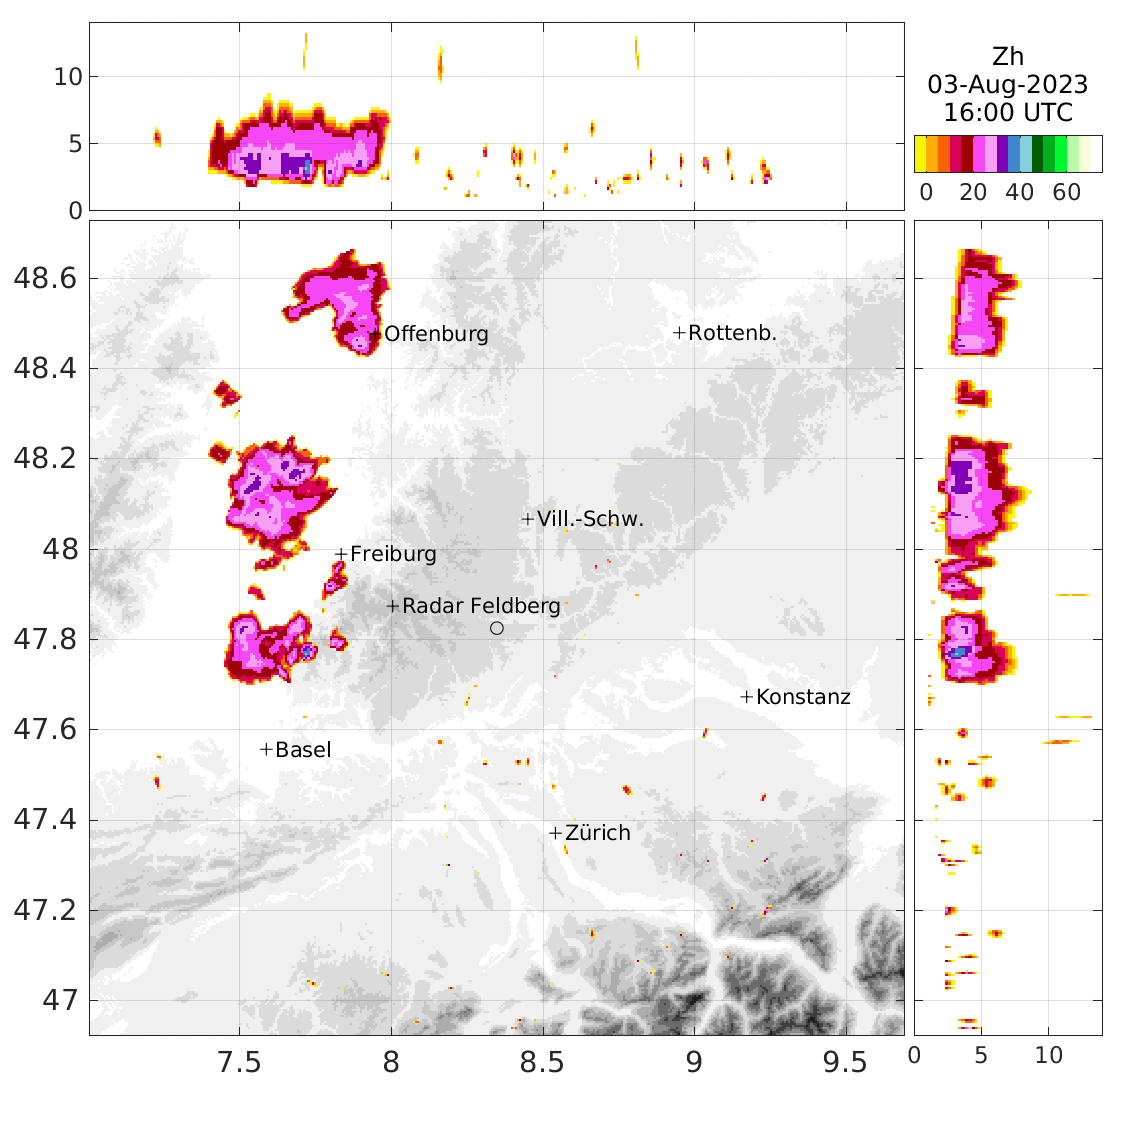 Zh
03-Aug-2023
16:00 UTC
0 20 40 60
10
5
0
48.6
48.4
48.2
48
47.8
47.6
47.4
47.2
47
Offenburg
Rottenb.
Vill.-Schw.
Freiburg
Radar Feldberg
Konstanz
Basel
Zürich
7.5 8 8.5 9 9.5
0 5 10